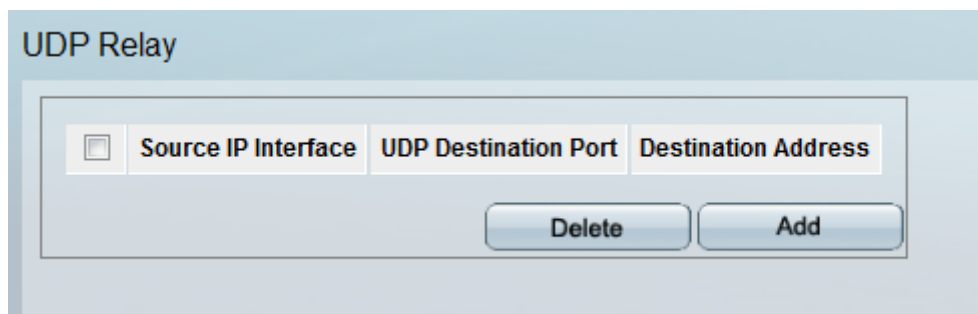 UDP Relay
Source IP Interface UDP Destination Port Destination Address
Delete Add